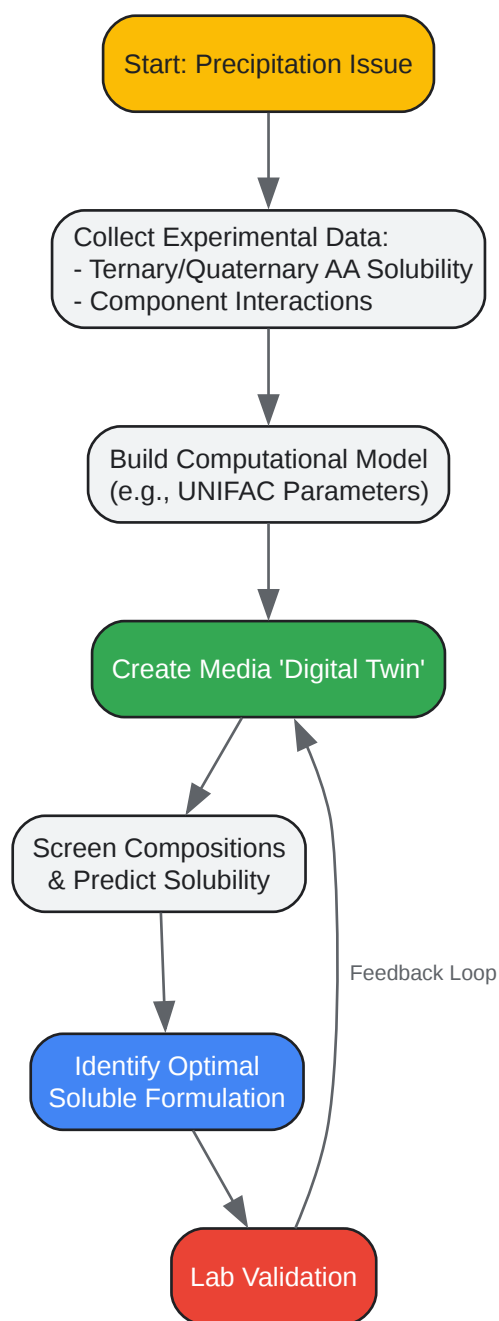 Start: Precipitation Issue
Collect Experimental Data:
- Ternary/Quaternary AA Solubility
- Component Interactions
Build Computational Model
(e.g., UNIFAC Parameters)
Create Media 'Digital Twin'
Screen Compositions
& Predict Solubility
Feedback Loop
Identify Optimal
Soluble Formulation
Lab Validation